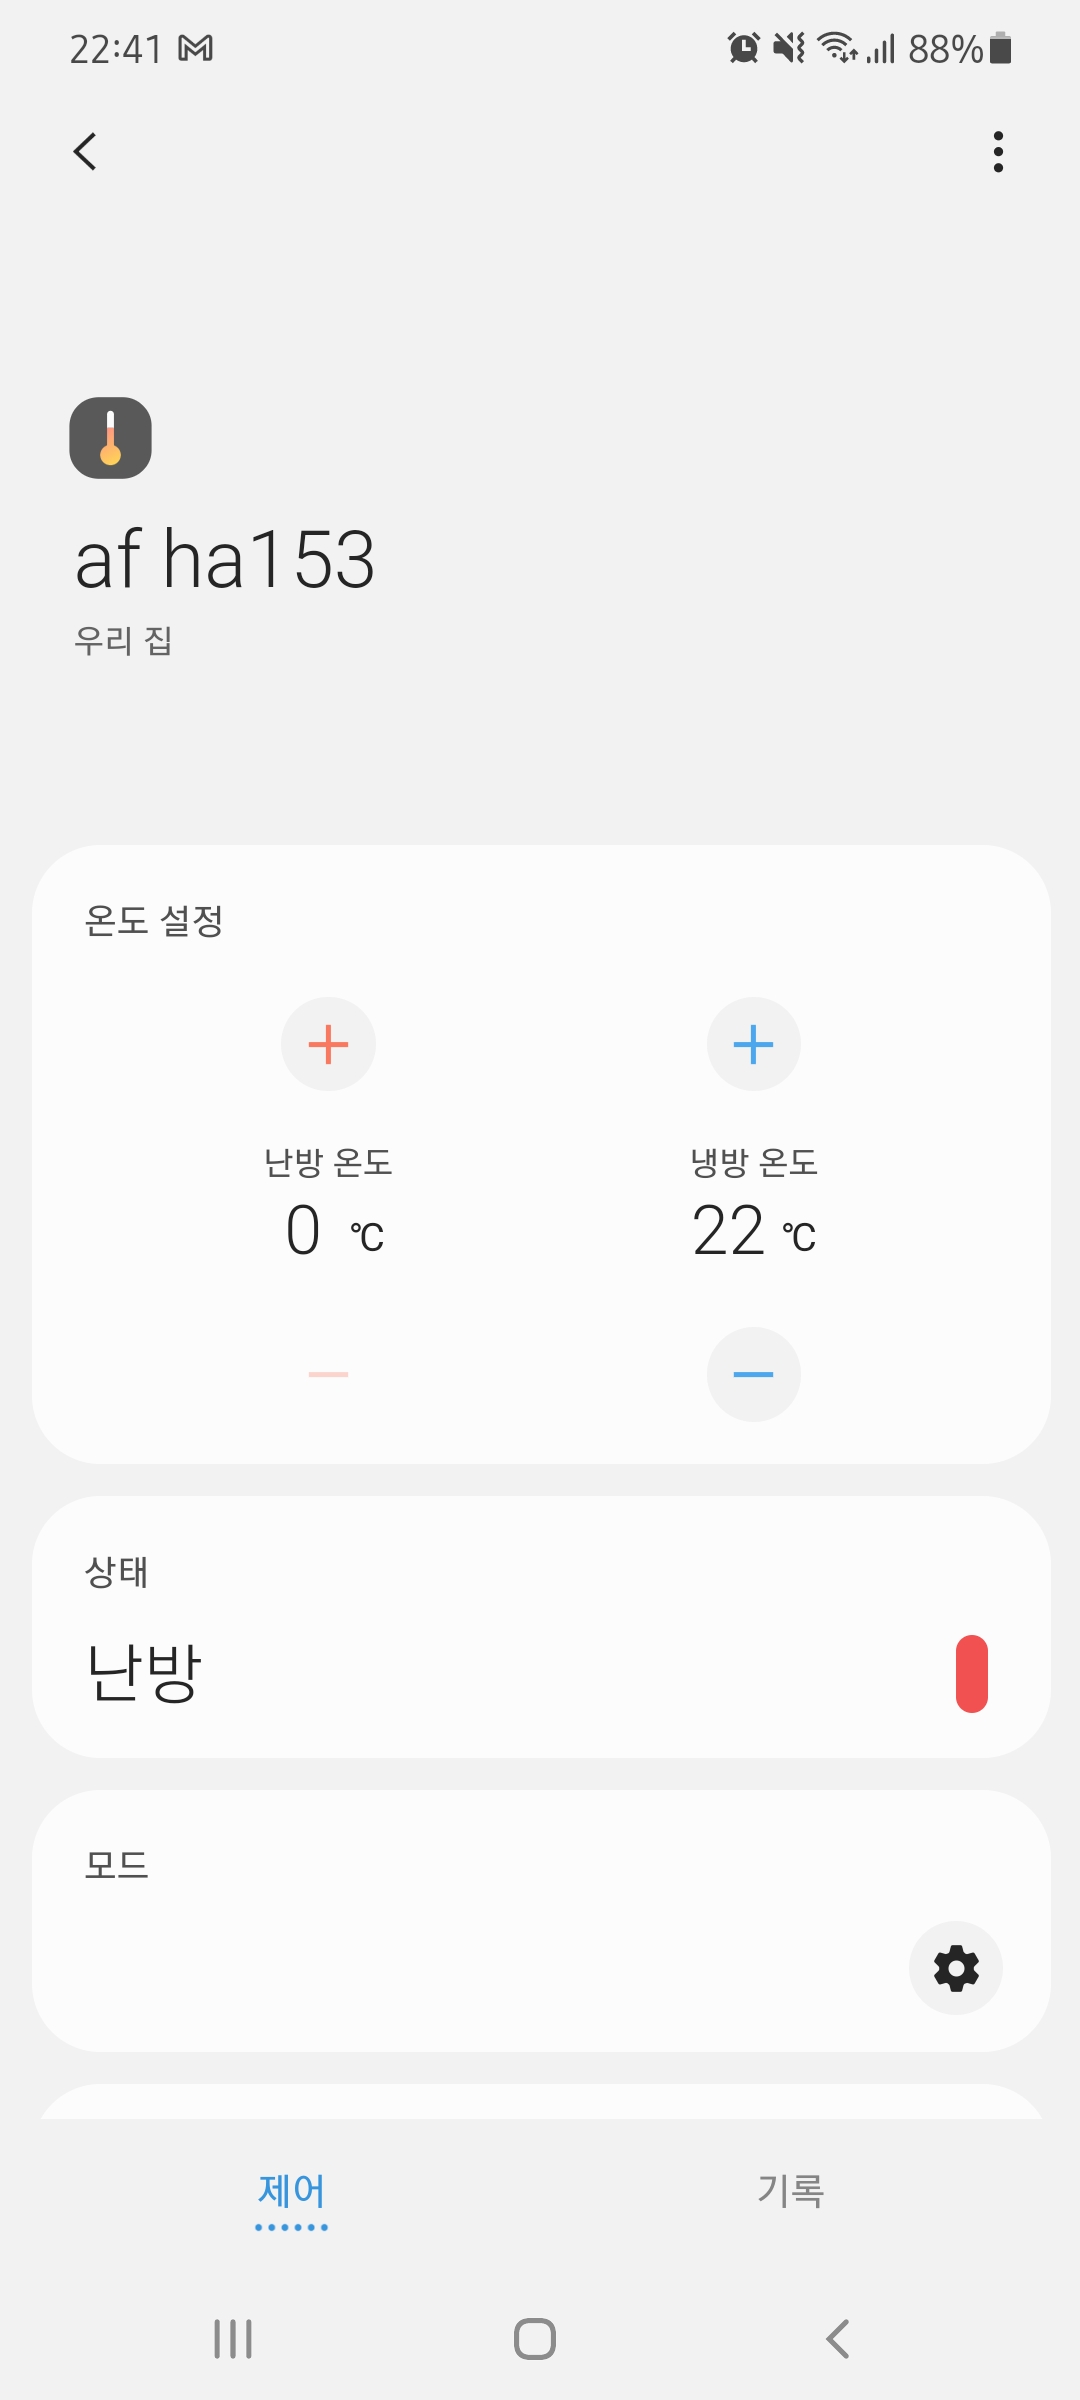 22:41 88%
af ha153
우리 집
온도 설정
난방 온도 냉방 온도
0 ℃ 22 ℃
상태
난방
모드
제어 기록